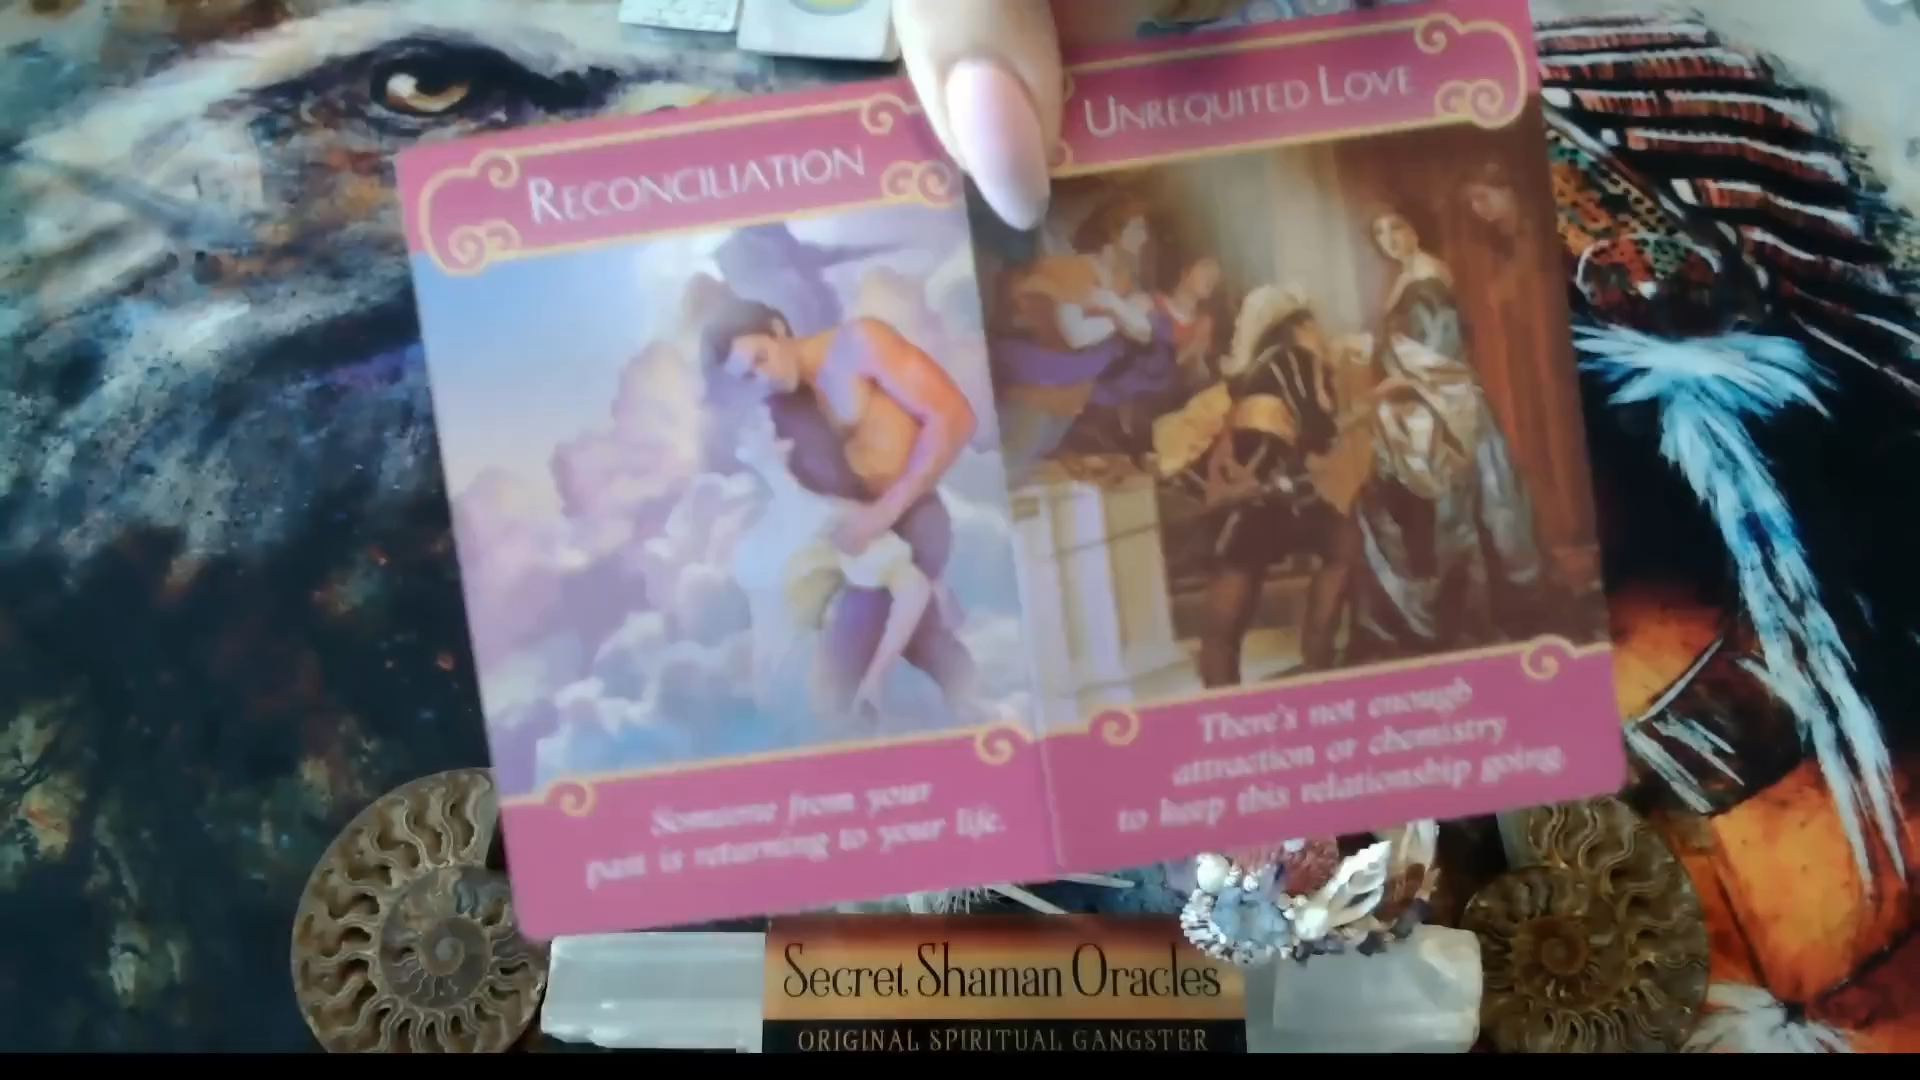 RECONCILIATION
Someone from your
past is returning to your life.
UNREQUITED LOVE
There's not enough
attraction or chemistry
to keep this relationship going.
Secret Shaman Oracles
ORIGINAL SPIRITUAL GANGSTER